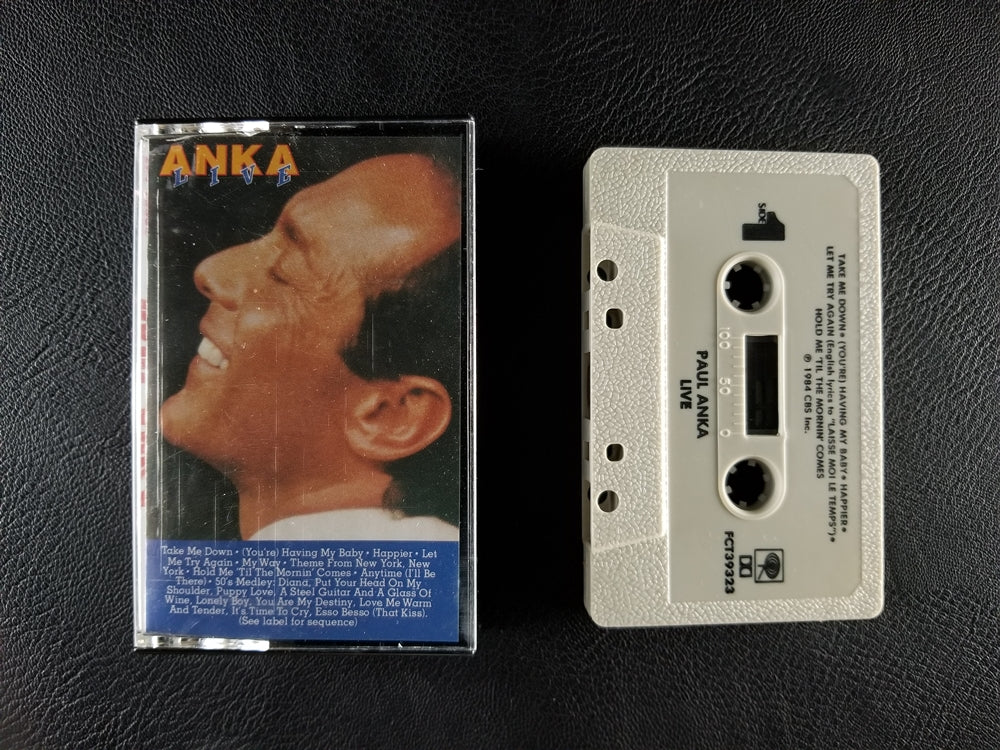 ANKA
LIVE
Take Me Down • (You're) Having My Baby • Happier • Let
Me Try Again • My Way • Theme From New York, New
York • Hold Me 'Til The Mornin' Comes • Anytime (I'll Be
There) • 50's Medley: Diana, Put Your Head On My
Shoulder, Puppy Love, A Steel Guitar And A Glass Of
Wine, Lonely Boy, You Are My Destiny, Love Me Warm
And Tender, It's Time To Cry, Esso Besso (That Kiss).
(See label for sequence)
SIDE 1
TAKE ME DOWN • (YOU'RE) HAVING MY BABY • HAPPIER •
LET ME TRY AGAIN (English lyrics to "LAISSE MOI LE TEMPS") •
HOLD ME 'TIL THE MORNIN' COMES
℗ 1984 CBS Inc.
100 50 0
PAUL ANKA
LIVE
FCT39323